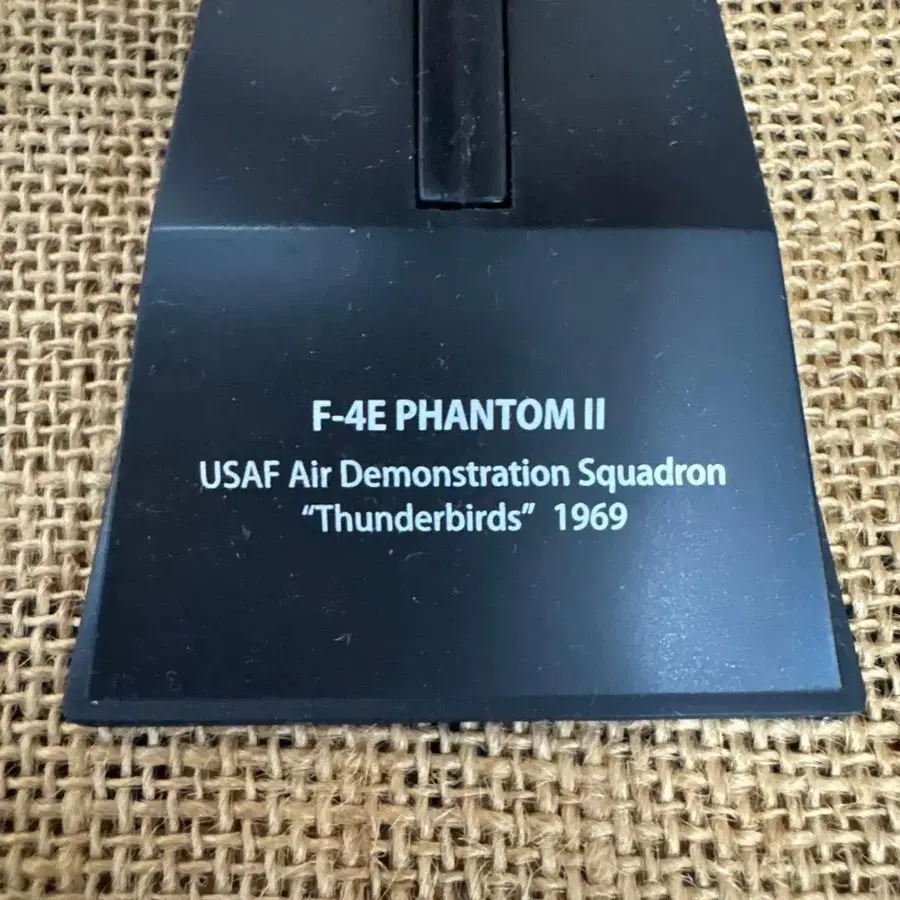 F-4E PHANTOM II
USAF Air Demonstration Squadron
“Thunderbirds” 1969